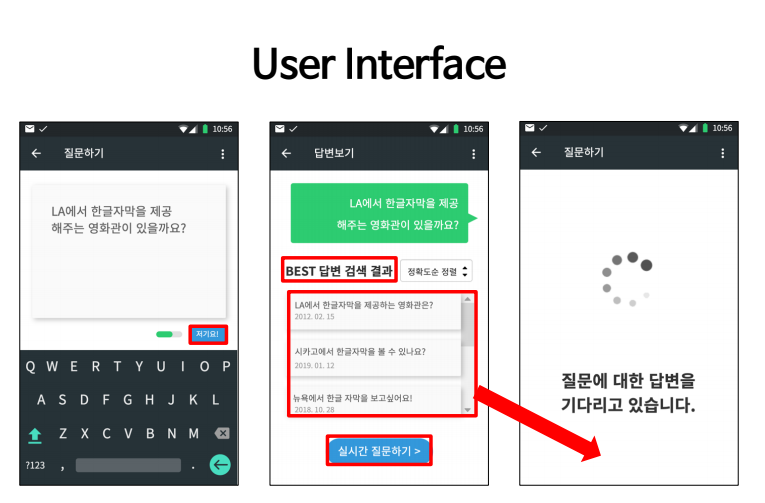 User Interface
10:56
질문하기
LA에서 한글자막을 제공
해주는 영화관이 있을까요?
저기요!
Q W E R T Y U I O P
A S D F G H J K L
Z X C V B N M
?123 , .
10:56
답변보기
LA에서 한글자막을 제공
해주는 영화관이 있을까요?
BEST 답변 검색 결과
정확도순 정렬
LA에서 한글자막을 제공하는 영화관은?
2012. 02. 15
시카고에서 한글자막을 볼 수 있나요?
2019. 01. 12
뉴욕에서 한글 자막을 보고싶어요!
2018. 10. 28
실시간 질문하기 >
10:56
질문하기
질문에 대한 답변을
기다리고 있습니다.